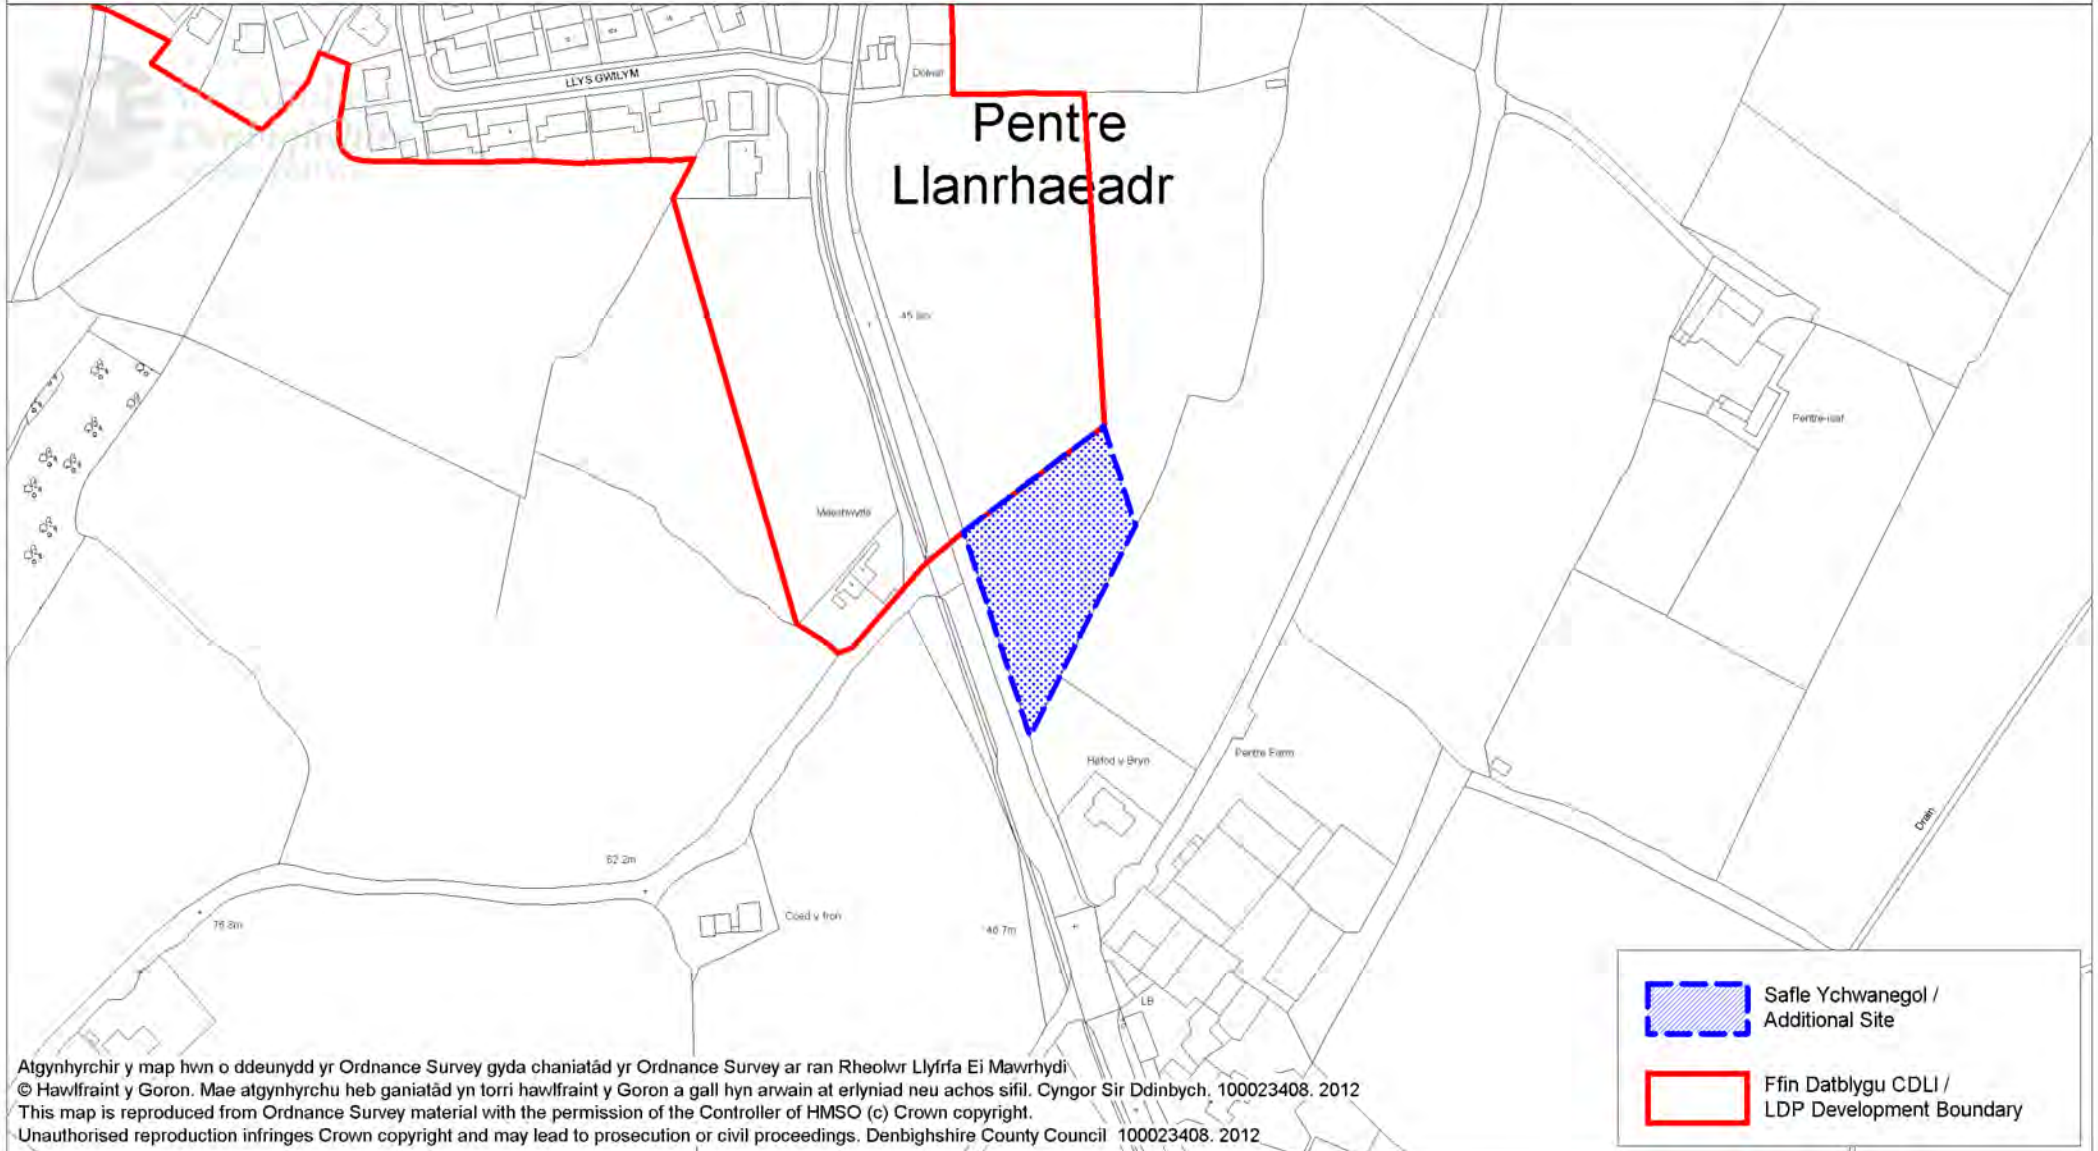 LLYS GWILYM
Pentre
Llanrhaeadr
Pentre-isaf
Hafod y Bryn
Pentre Farm
62.2m
Coed y fron
76.8m
46.7m
LB
Drain
Safle Ychwanegol /
Additional Site
Ffin Datblygu CDLl /
LDP Development Boundary
Atgynhyrchir y map hwn o ddeunydd yr Ordnance Survey gyda chaniatâd yr Ordnance Survey ar ran Rheolwr Llyfrfa Ei Mawrhydi
© Hawlfraint y Goron. Mae atgynhyrchu heb ganiatâd yn torri hawlfraint y Goron a gall hyn arwain at erlyniad neu achos sifil. Cyngor Sir Ddinbych. 100023408. 2012
This map is reproduced from Ordnance Survey material with the permission of the Controller of HMSO (c) Crown copyright.
Unauthorised reproduction infringes Crown copyright and may lead to prosecution or civil proceedings. Denbighshire County Council 100023408. 2012